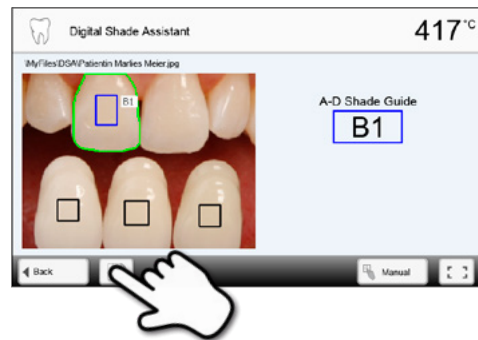 Digital Shade Assistant
417°C
\MyFiles\DSA\Patientin Marlies Meier.jpg
B1
A-D Shade Guide
B1
Back
Manual